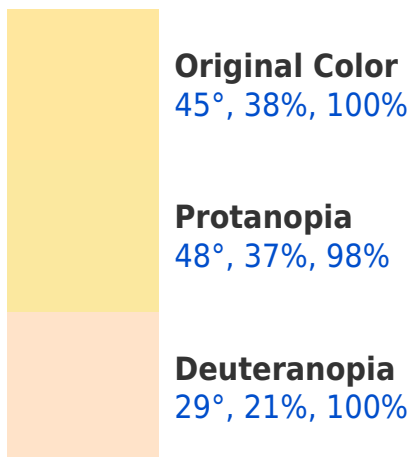 Original Color
45°, 38%, 100%
Protanopia
48°, 37%, 98%
Deuteranopia
29°, 21%, 100%